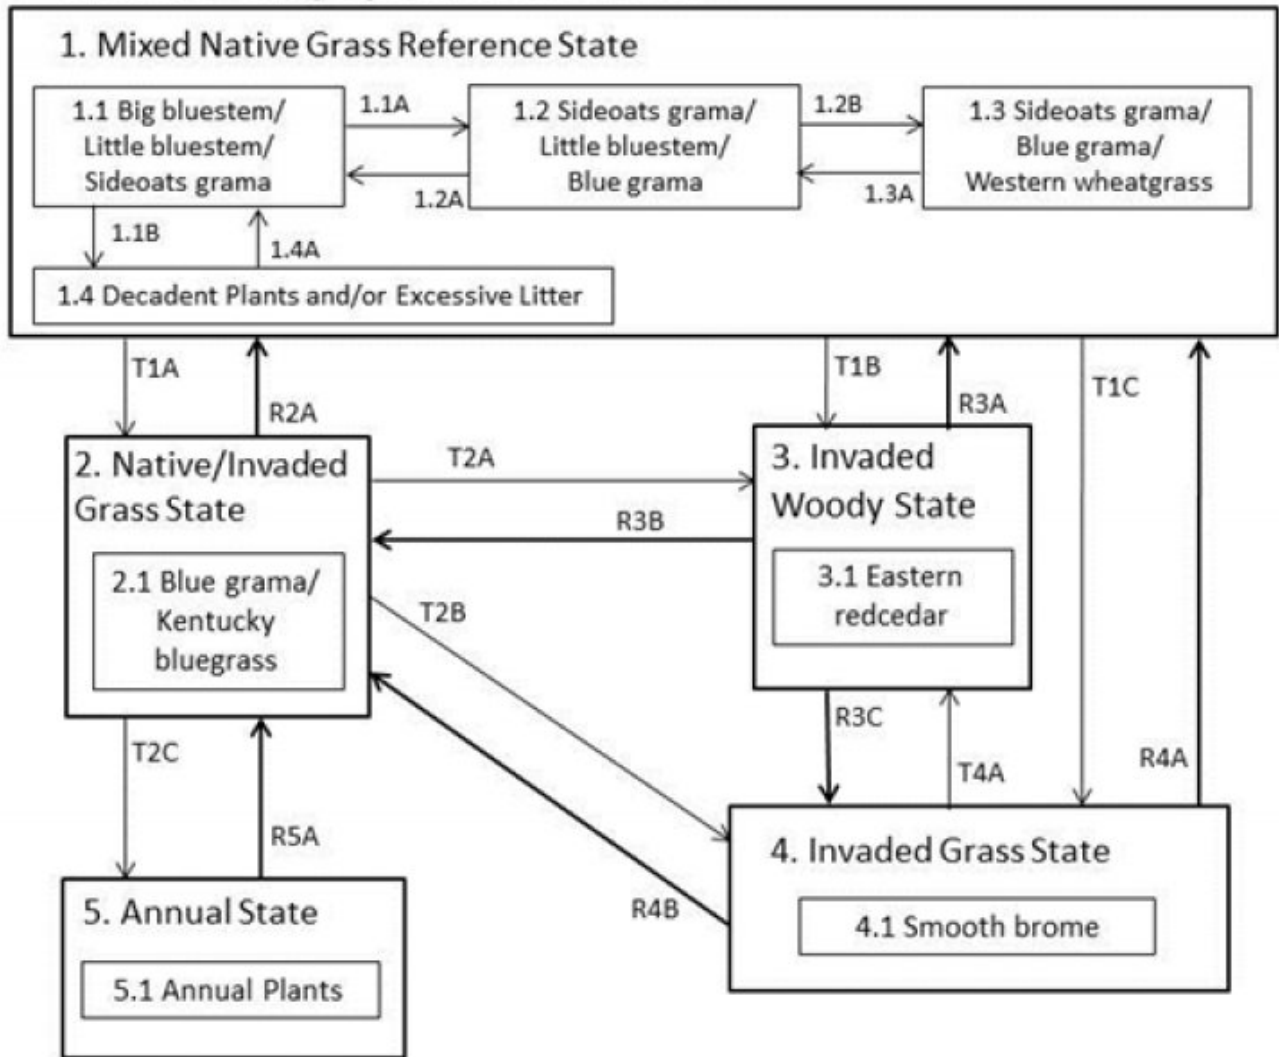 1. Mixed Native Grass Reference State
1.1 Big bluestem/
Little bluestem/
Sideoats grama
1.1A
1.2A
1.2 Sideoats grama/
Little bluestem/
Blue grama
1.2B
1.3A
1.3 Sideoats grama/
Blue grama/
Western wheatgrass
1.1B
1.4A
1.4 Decadent Plants and/or Excessive Litter
T1A
R2A
T1B
R3A
T1C
2. Native/Invaded
Grass State
2.1 Blue grama/
Kentucky
bluegrass
T2A
R3B
T2B
3. Invaded
Woody State
3.1 Eastern
redcedar
T2C
R5A
R3C
T4A
R4A
R4B
4. Invaded Grass State
4.1 Smooth brome
5. Annual State
5.1 Annual Plants